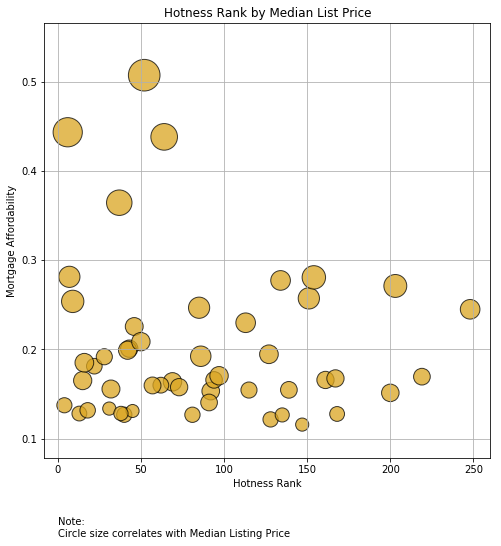 Hotness Rank by Median List Price
0.5
0.4
0.3
0.2
0.1
Mortgage Affordability
0 50 100 150 200 250
Hotness Rank
Note:
Circle size correlates with Median Listing Price